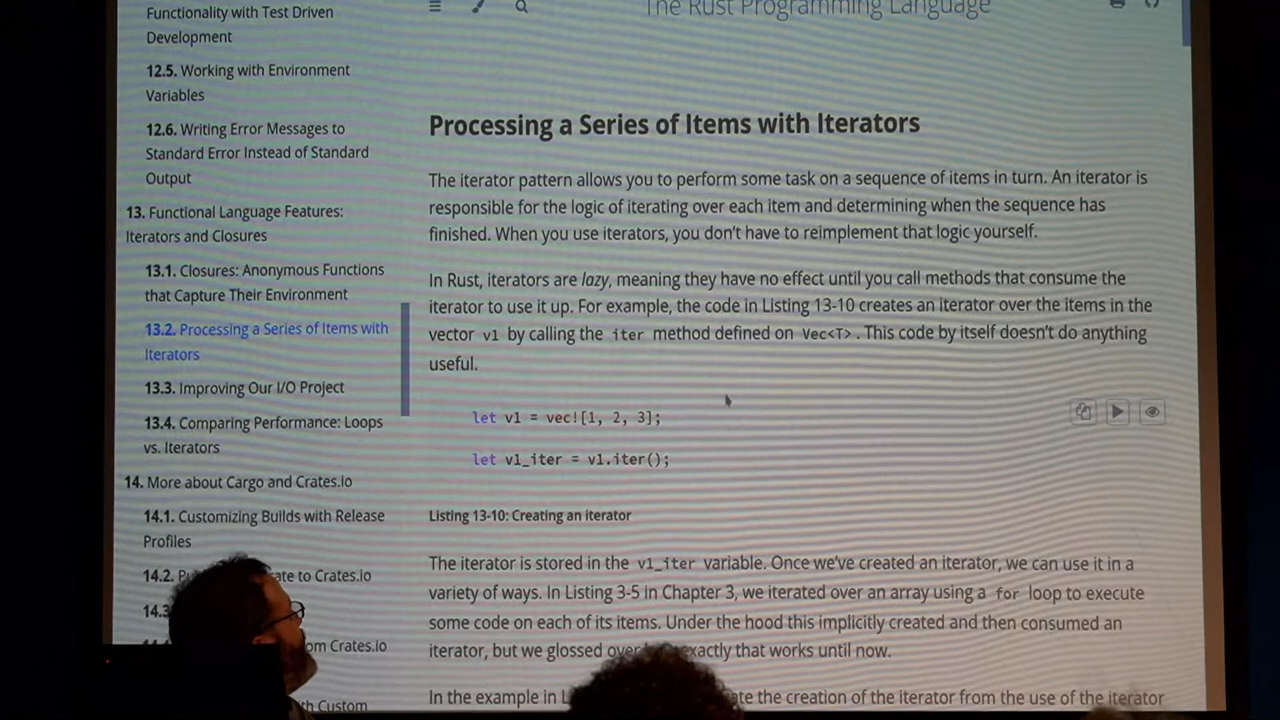 Functionality with Test Driven
Development
12.5. Working with Environment
Variables
12.6. Writing Error Messages to
Standard Error Instead of Standard
Output
13. Functional Language Features:
Iterators and Closures
13.1. Closures: Anonymous Functions
that Capture Their Environment
13.2. Processing a Series of Items with
Iterators
13.3. Improving Our I/O Project
13.4. Comparing Performance: Loops
vs. Iterators
14. More about Cargo and Crates.io
14.1. Customizing Builds with Release
Profiles
14.2. to Crates.io
14.3
Crates.io
Custom
The Rust Programming Language
Processing a Series of Items with Iterators
The iterator pattern allows you to perform some task on a sequence of items in turn. An iterator is
responsible for the logic of iterating over each item and determining when the sequence has
finished. When you use iterators, you don't have to reimplement that logic yourself.
In Rust, iterators are lazy, meaning they have no effect until you call methods that consume the
iterator to use it up. For example, the code in Listing 13-10 creates an iterator over the items in the
vector v1 by calling the iter method defined on Vec<T>. This code by itself doesn't do anything
useful.
let v1 = vec![1, 2, 3];
let v1_iter = v1.iter();
Listing 13-10: Creating an iterator
The iterator is stored in the v1_iter variable. Once we've created an iterator, we can use it in a
variety of ways. In Listing 3-5 in Chapter 3, we iterated over an array using a for loop to execute
some code on each of its items. Under the hood this implicitly created and then consumed an
iterator, but we glossed over exactly that works until now.
In the example in the creation of the iterator from the use of the iterator